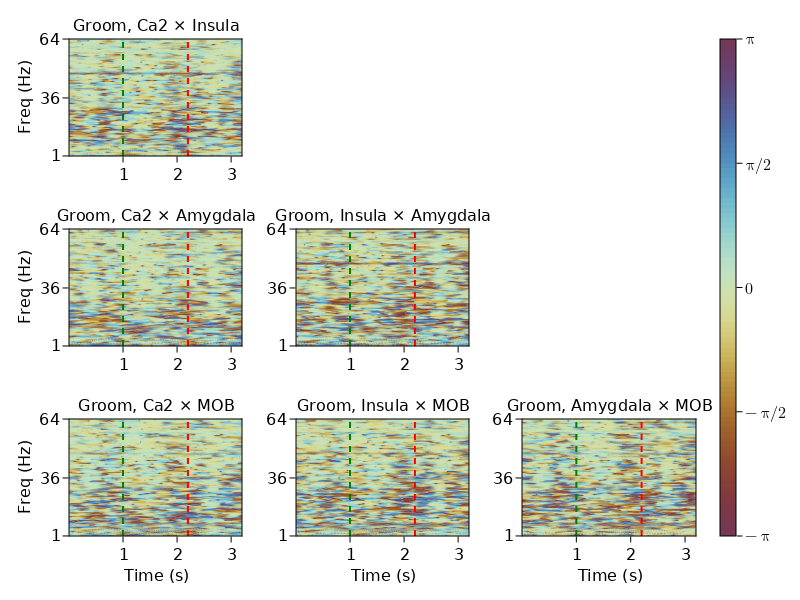 Groom, Ca2 × Insula
64
36
1
Freq (Hz)
1 2 3
Groom, Ca2 × Amygdala
64
36
1
Freq (Hz)
1 2 3
Groom, Insula × Amygdala
64
36
1
1 2 3
Groom, Ca2 × MOB
64
36
1
Freq (Hz)
1 2 3
Time (s)
Groom, Insula × MOB
64
36
1
1 2 3
Time (s)
Groom, Amygdala × MOB
64
36
1
1 2 3
Time (s)
π
π/2
0
−π/2
−π